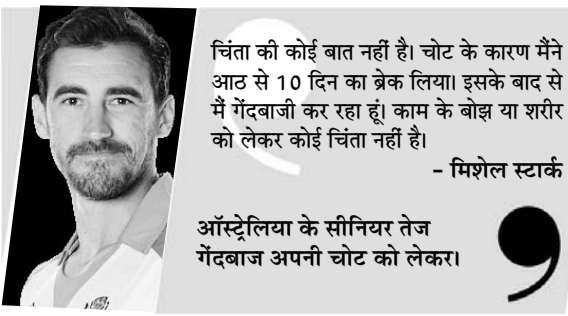 चिंता की कोई बात नहीं है। चोट के कारण मैंने
आठ से 10 दिन का ब्रेक लिया। इसके बाद से
मैं गेंदबाजी कर रहा हूं। काम के बोझ या शरीर
को लेकर कोई चिंता नहीं है।
- मिशेल स्टार्क
ऑस्ट्रेलिया के सीनियर तेज
गेंदबाज अपनी चोट को लेकर।